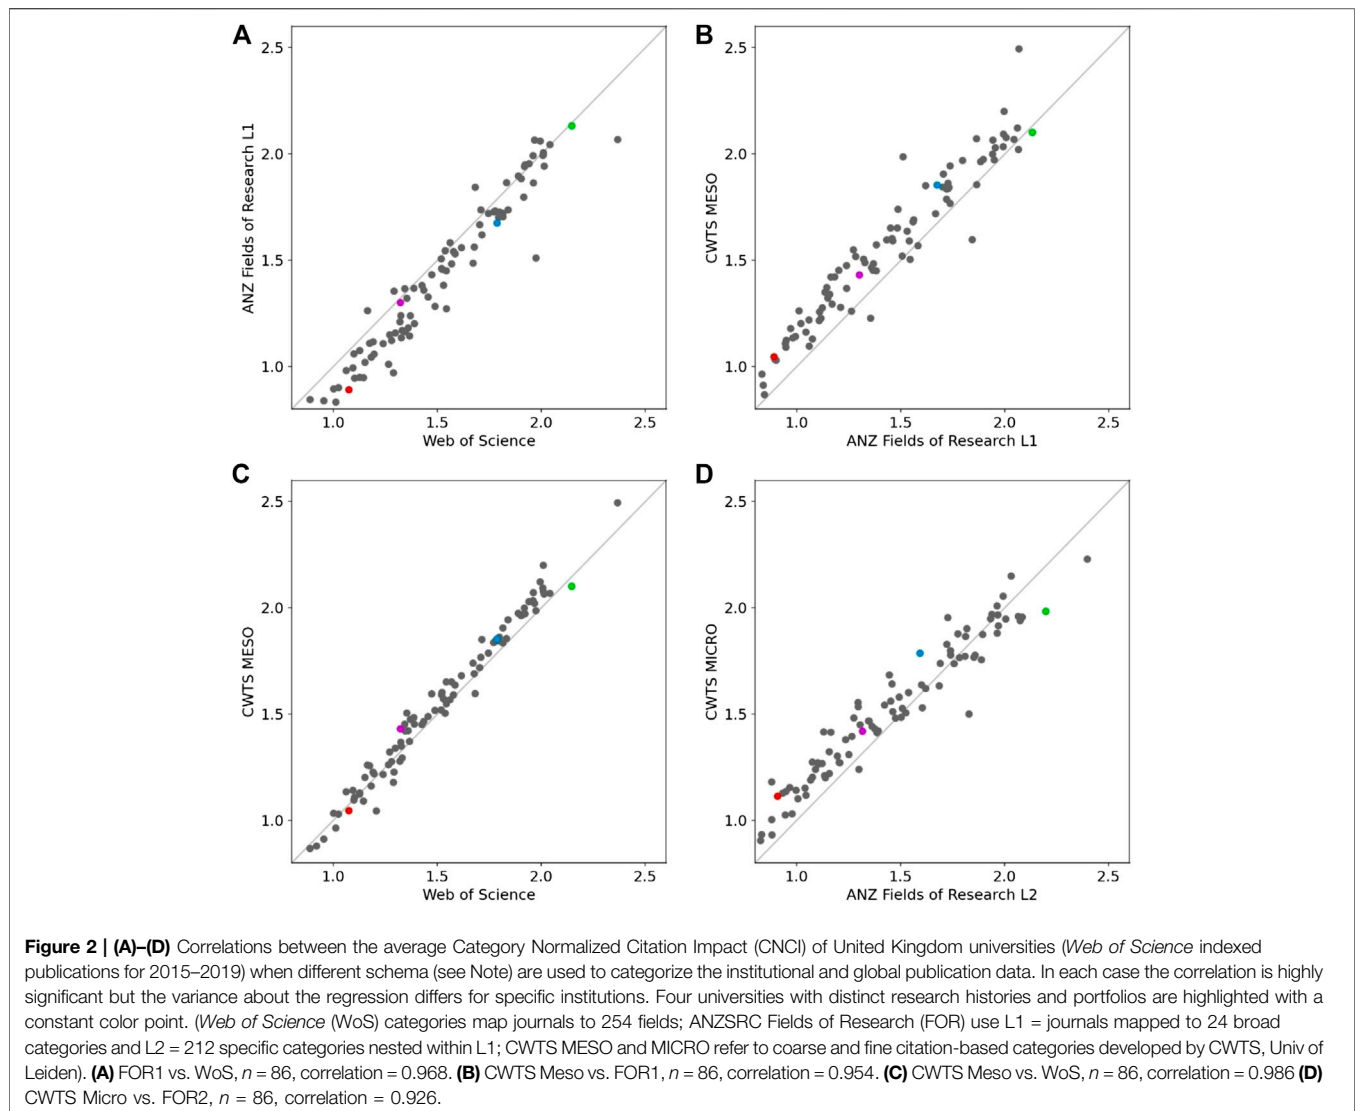 A
B
2.5
2.0
1.5
1.0
ANZ Fields of Research L1
1.0 1.5 2.0 2.5
Web of Science
2.5
2.0
1.5
1.0
CWTS MESO
1.0 1.5 2.0 2.5
ANZ Fields of Research L1
C
D
2.5
2.0
1.5
1.0
CWTS MESO
1.0 1.5 2.0 2.5
Web of Science
2.5
2.0
1.5
1.0
CWTS MICRO
1.0 1.5 2.0 2.5
ANZ Fields of Research L2
Figure 2 | (A)–(D) Correlations between the average Category Normalized Citation Impact (CNCI) of United Kingdom universities (Web of Science indexed
publications for 2015–2019) when different schema (see Note) are used to categorize the institutional and global publication data. In each case the correlation is highly
significant but the variance about the regression differs for specific institutions. Four universities with distinct research histories and portfolios are highlighted with a
constant color point. (Web of Science (WoS) categories map journals to 254 fields; ANZSRC Fields of Research (FOR) use L1 = journals mapped to 24 broad
categories and L2 = 212 specific categories nested within L1; CWTS MESO and MICRO refer to coarse and fine citation-based categories developed by CWTS, Univ of
Leiden). (A) FOR1 vs. WoS, n = 86, correlation = 0.968. (B) CWTS Meso vs. FOR1, n = 86, correlation = 0.954. (C) CWTS Meso vs. WoS, n = 86, correlation = 0.986 (D)
CWTS Micro vs. FOR2, n = 86, correlation = 0.926.